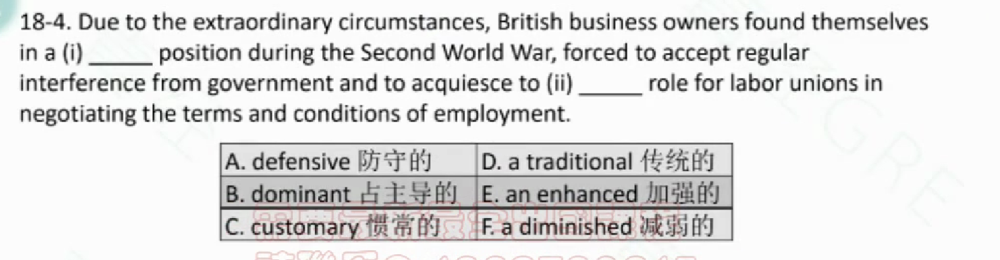 18-4. Due to the extraordinary circumstances, British business owners found themselves
in a (i) _____ position during the Second World War, forced to accept regular
interference from government and to acquiesce to (ii) _____ role for labor unions in
negotiating the terms and conditions of employment.
A. defensive 防守的 D. a traditional 传统的
B. dominant 占主导的 E. an enhanced 加强的
C. customary 惯常的 F. a diminished 减弱的
GRE